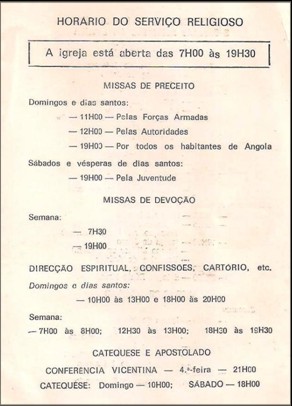 HORARIO DO SERVIÇO RELIGIOSO
A igreja está aberta das 7H00 às 19H30
MISSAS DE PRECEITO
Domingos e dias santos:
— 11H00 — Pelas Forças Armadas
— 12H00 — Pelas Autoridades
— 19H00 — Por todos os habitantes de Angola
Sábados e vésperas de dias santos:
— 19H00 — Pela Juventude
MISSAS DE DEVOÇÃO
Semana:
— 7H30
— 19H00
DIRECÇÃO ESPIRITUAL, CONFISSÕES, CARTÓRIO, etc.
Domingos e dias santos:
— 10H00 às 13H00 e 18H00 às 20H00
Semana:
— 7H00 às 8H00; 12H30 às 13H00; 18H30 às 19H30
CATEQUESE E APOSTOLADO
CONFERENCIA VICENTINA — 4.ª-feira — 21H00
CATEQUÉSE: Domingo — 10H00; SÁBADO — 18H00